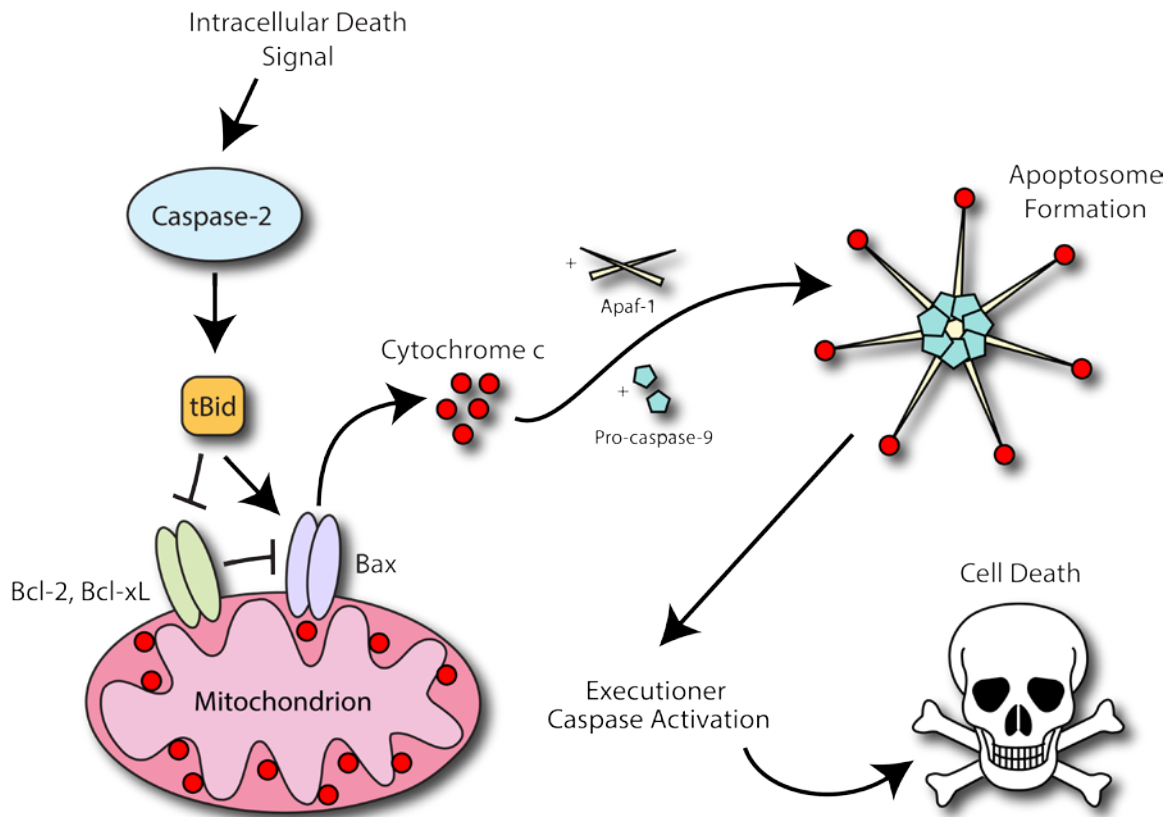 Intracellular Death
Signal
Caspase-2
tBid
Bcl-2, Bcl-xL
Bax
Mitochondrion
Cytochrome c
+
Apaf-1
+
Pro-caspase-9
Apoptosome
Formation
Executioner
Caspase Activation
Cell Death